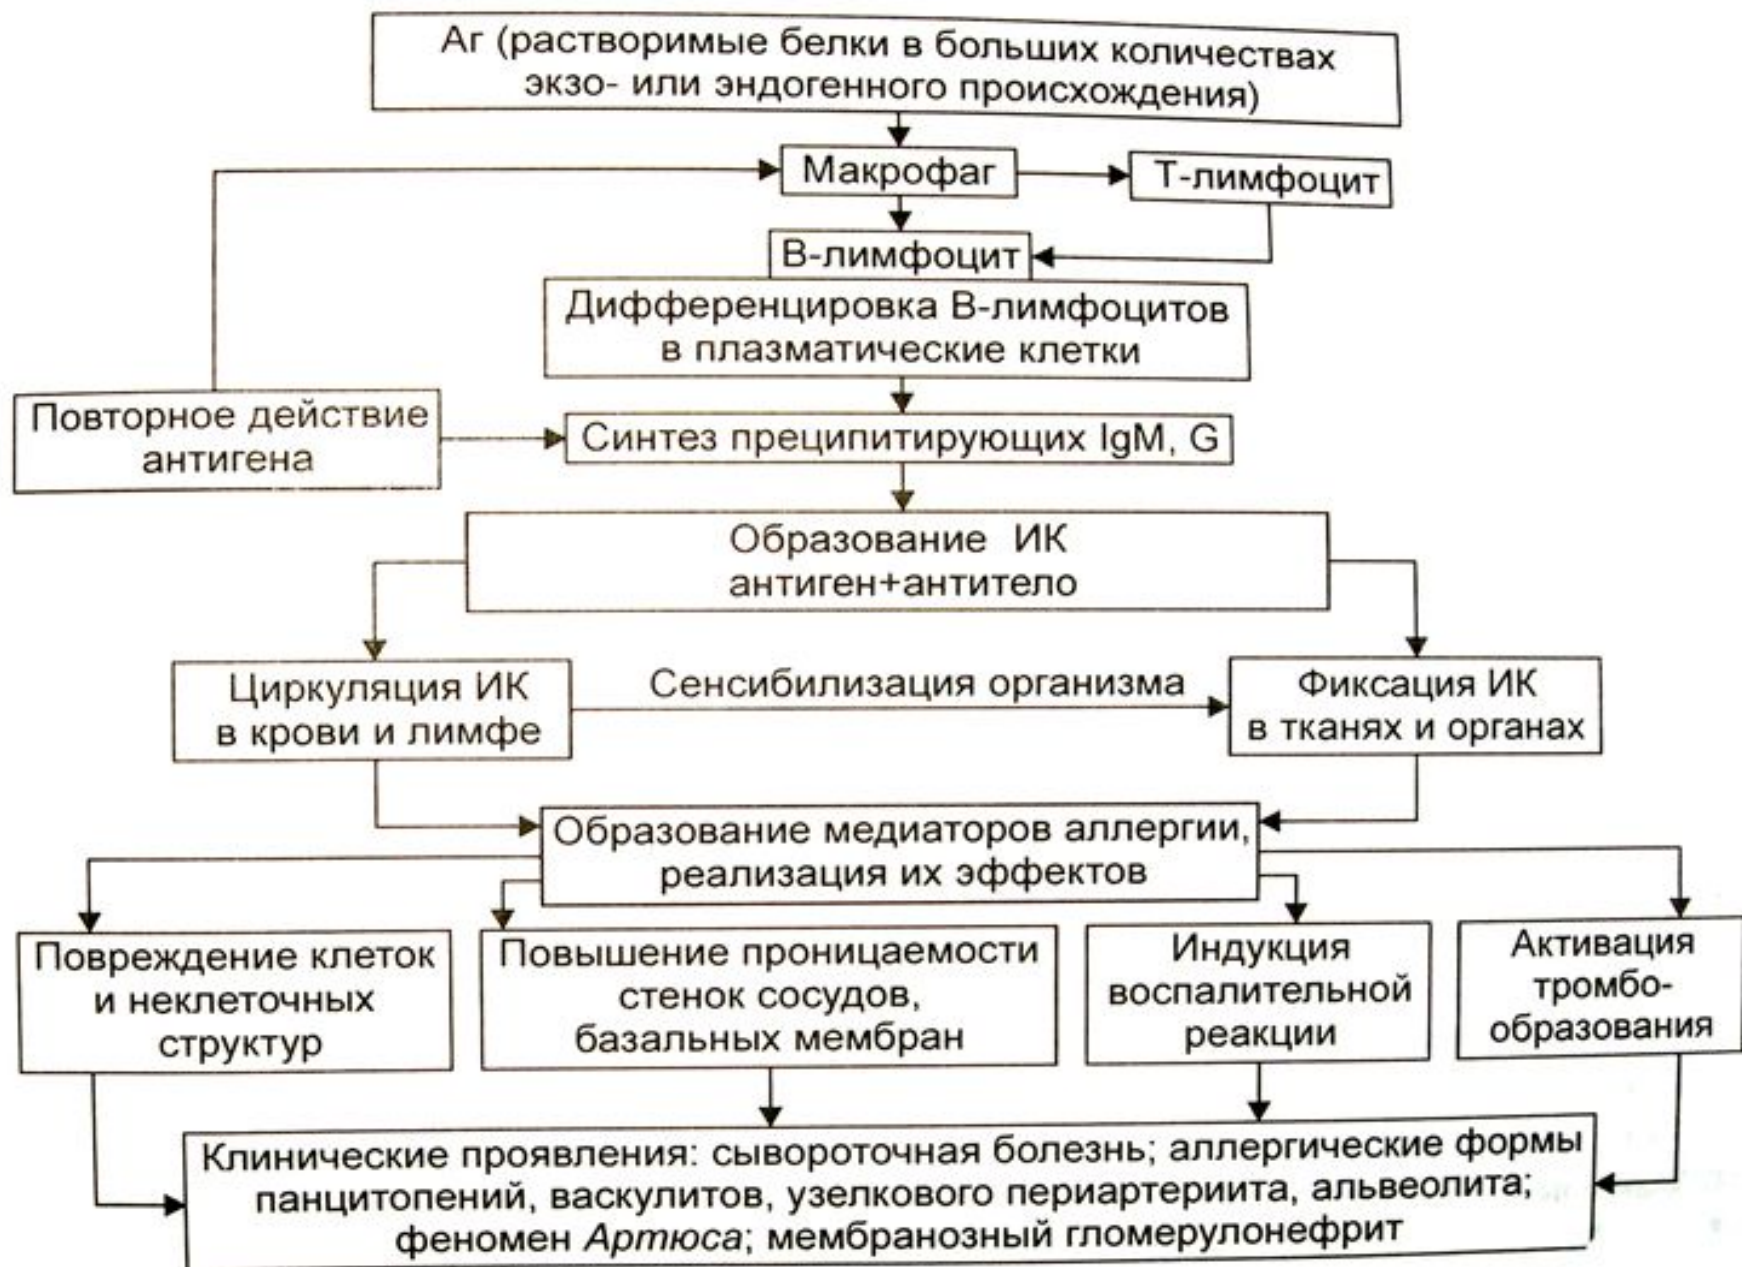 Аг (растворимые белки в больших количествах
экзо- или эндогенного происхождения)
Макрофаг
Т-лимфоцит
В-лимфоцит
Дифференцировка В-лимфоцитов
в плазматические клетки
Повторное действие
антигена
Синтез преципитирующих IgM, G
Образование ИК
антиген+антитело
Циркуляция ИК
в крови и лимфе
Сенсибилизация организма
Фиксация ИК
в тканях и органах
Образование медиаторов аллергии,
реализация их эффектов
Повреждение клеток
и неклеточных
структур
Повышение проницаемости
стенок сосудов,
базальных мембран
Индукция
воспалительной
реакции
Активация
тромбо-
образования
Клинические проявления: сывороточная болезнь; аллергические формы
панцитопений, васкулитов, узелкового периартериита, альвеолита;
феномен Артюса; мембранозный гломерулонефрит